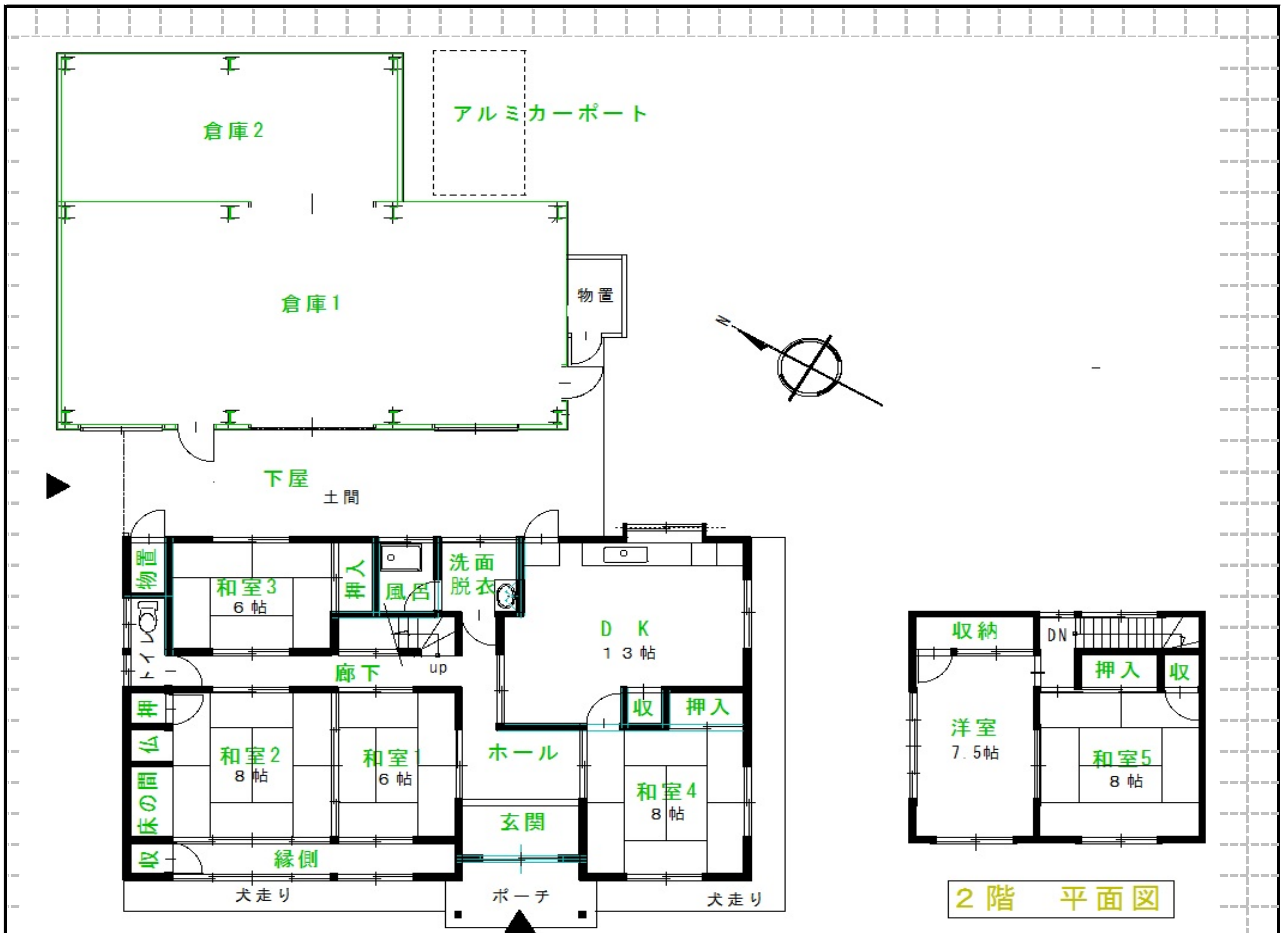 アルミカーポート
倉庫2
倉庫1
物置
N
下屋
土間
物置
和室3
6帖
押入
風呂
洗面
脱衣
DK
13帖
トイレ
廊下
up
収
押入
押
仏
床の間
収
和室2
8帖
和室1
6帖
ホール
玄関
和室4
8帖
縁側
犬走り
ポーチ
犬走り
収納
DN
押入
収
洋室
7.5帖
和室5
8帖
2階 平面図